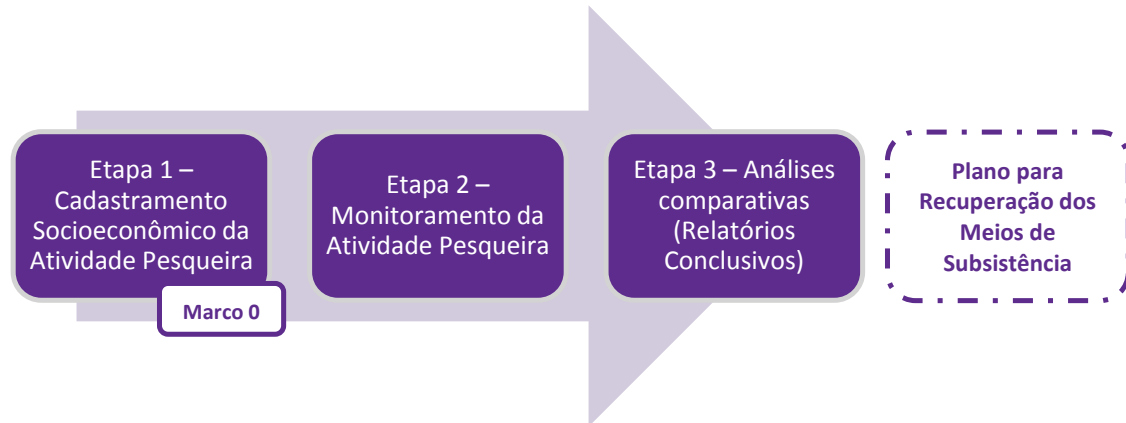 Etapa 1 –
Cadastramento
Socioeconômico da
Atividade Pesqueira
Marco 0
Etapa 2 –
Monitoramento da
Atividade Pesqueira
Etapa 3 – Análises
comparativas
(Relatórios
Conclusivos)
Plano para
Recuperação dos
Meios de
Subsistência